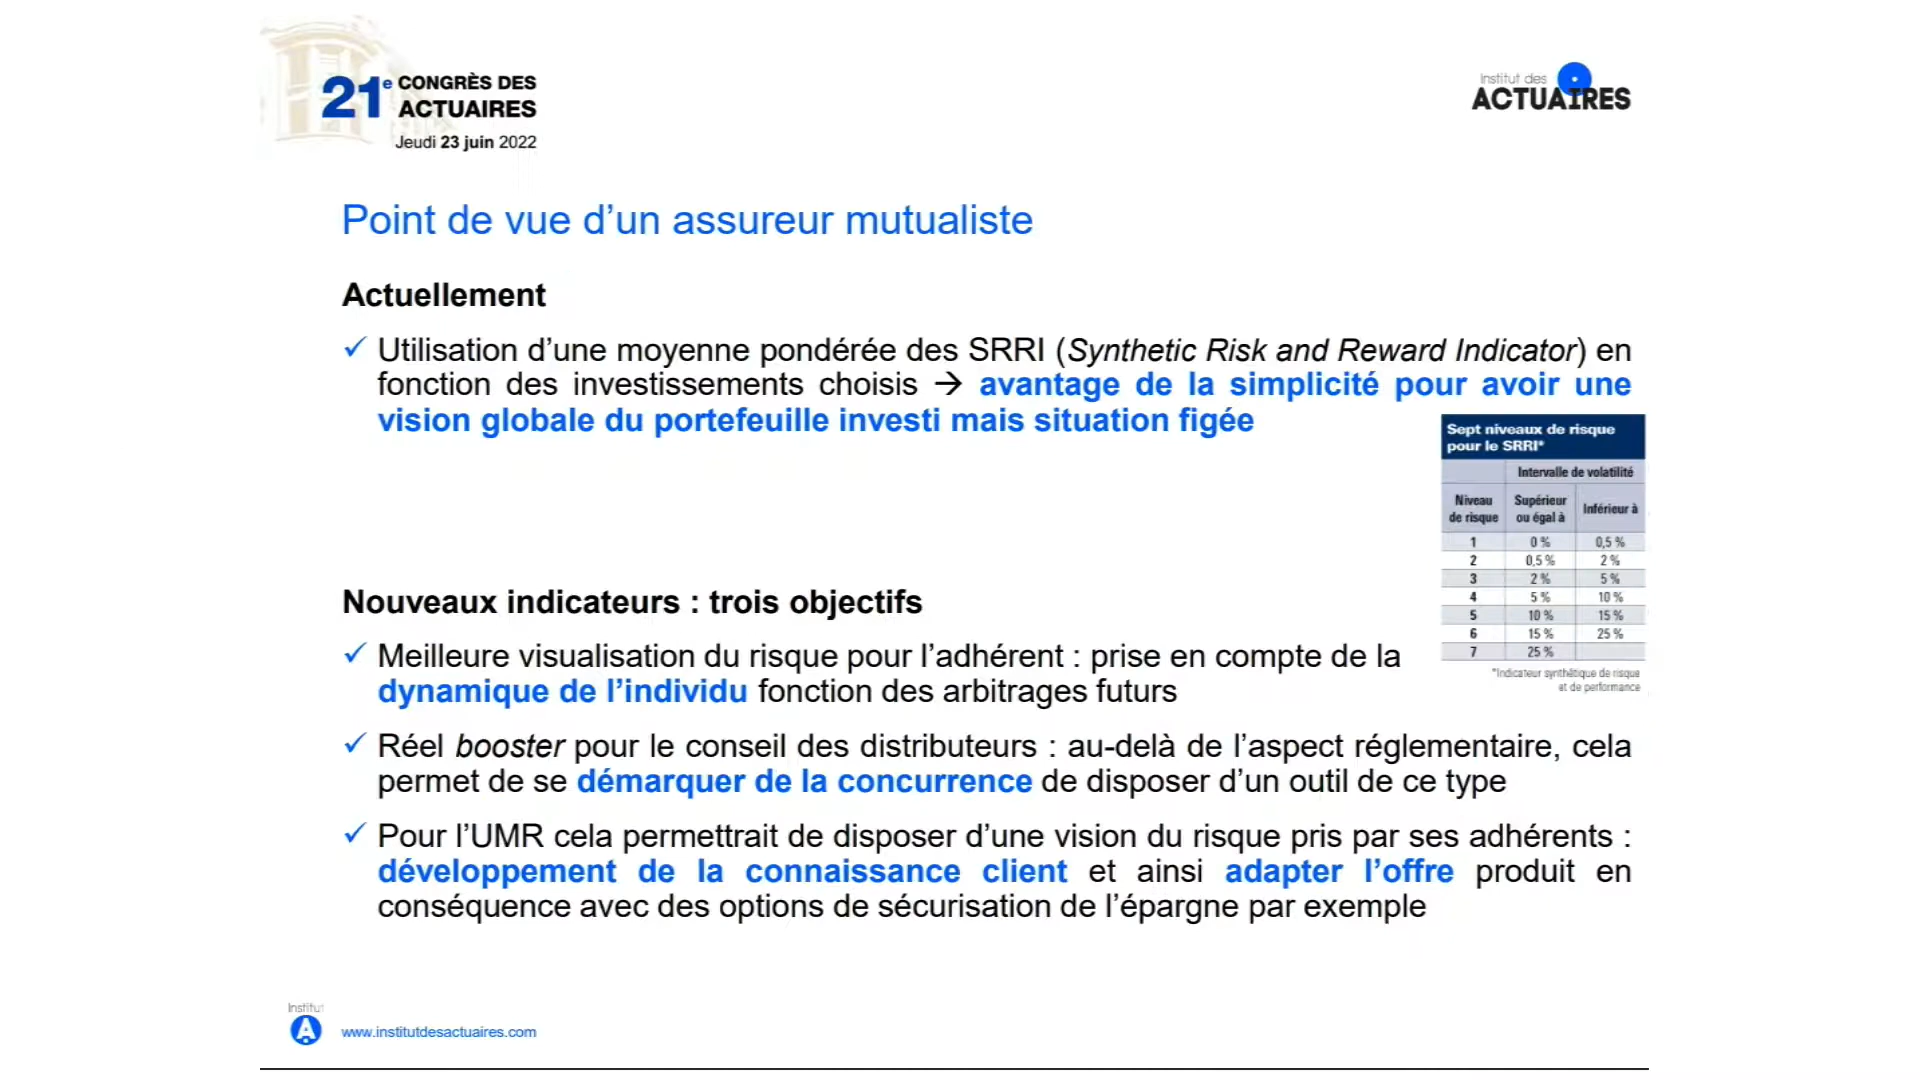 21e CONGRÈS DES
ACTUAIRES
Jeudi 23 juin 2022
Institut des
ACTUAIRES
Point de vue d’un assureur mutualiste
Actuellement
✓ Utilisation d’une moyenne pondérée des SRRI (Synthetic Risk and Reward Indicator) en
fonction des investissements choisis → avantage de la simplicité pour avoir une
vision globale du portefeuille investi mais situation figée
Sept niveaux de risque
pour le SRRI*
Intervalle de volatilité
Niveau de risque | Supérieur ou égal à | Inférieur à
1 0 % 0,5 %
2 0,5 % 2 %
3 2 % 5 %
4 5 % 10 %
5 10 % 15 %
6 15 % 25 %
7 25 %
*Indicateur synthétique de risque
et de performance
Nouveaux indicateurs : trois objectifs
✓ Meilleure visualisation du risque pour l’adhérent : prise en compte de la
dynamique de l’individu fonction des arbitrages futurs
✓ Réel booster pour le conseil des distributeurs : au-delà de l’aspect réglementaire, cela
permet de se démarquer de la concurrence de disposer d’un outil de ce type
✓ Pour l’UMR cela permettrait de disposer d’une vision du risque pris par ses adhérents :
développement de la connaissance client et ainsi adapter l’offre produit en
conséquence avec des options de sécurisation de l’épargne par exemple
Institut
A
www.institutdesactuaires.com